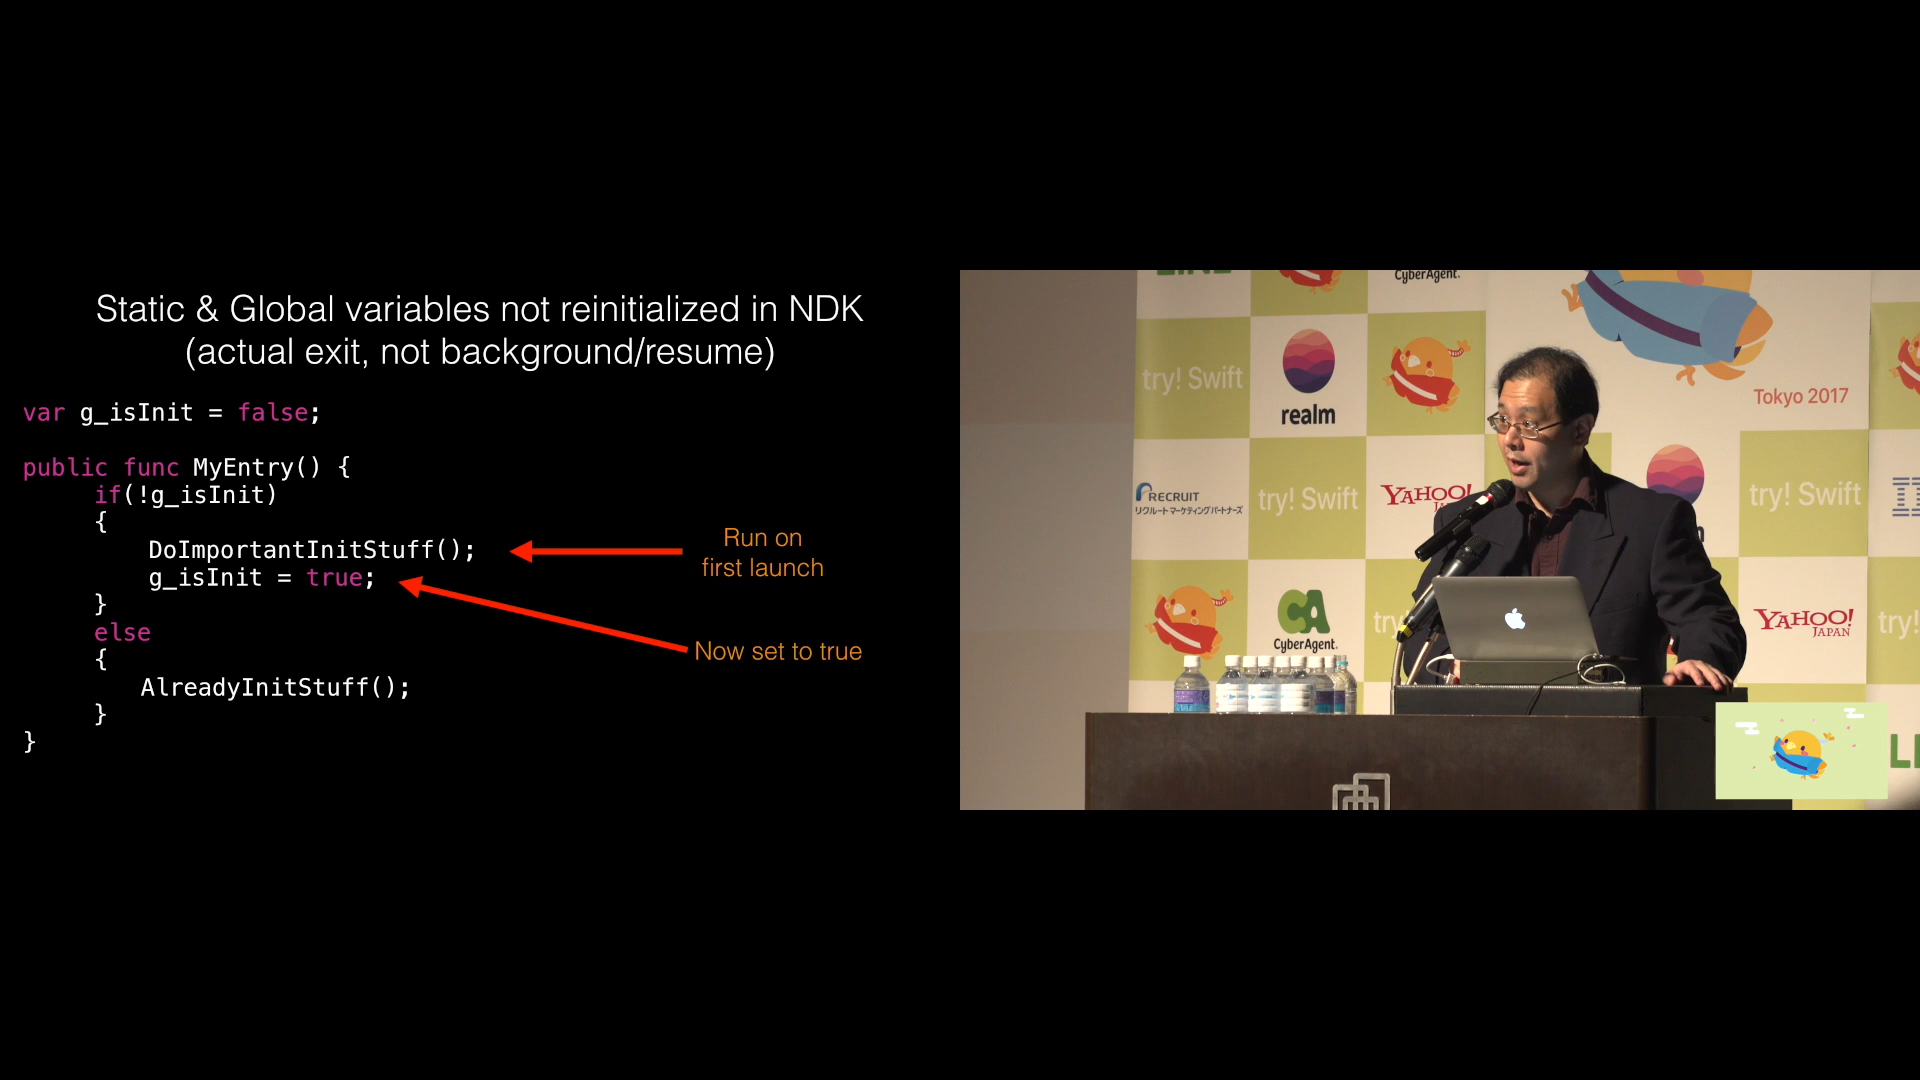 Static & Global variables not reinitialized in NDK
(actual exit, not background/resume)
var g_isInit = false;
public func MyEntry() {
if(!g_isInit)
{
DoImportantInitStuff();
g_isInit = true;
}
else
{
AlreadyInitStuff();
}
}
Run on
first launch
Now set to true
CyberAgent.
try! Swift
realm
Tokyo 2017
RECRUIT
リクルートマーケティングパートナーズ
try! Swift
YAHOO!
try! Swift
CA
CyberAgent.
try!
YAHOO!
JAPAN
try!